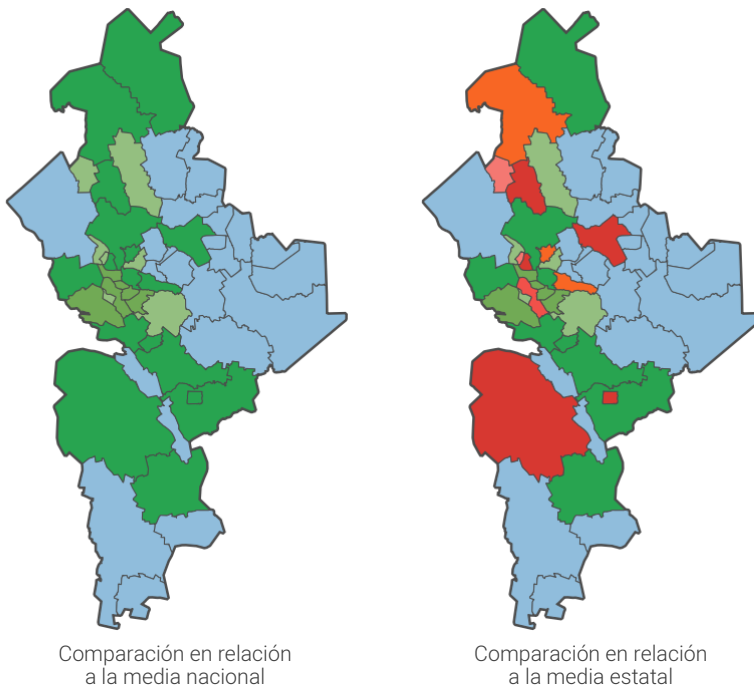 Comparación en relación
a la media nacional
Comparación en relación
a la media estatal